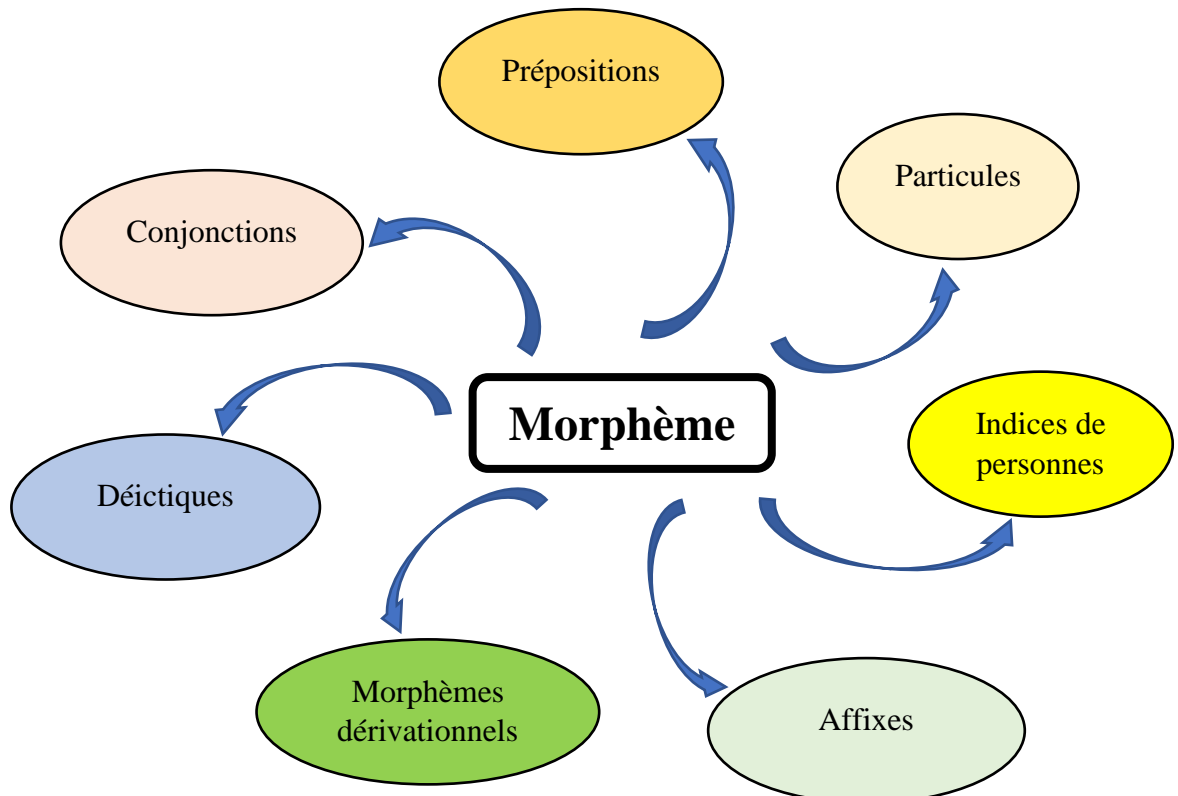 Prépositions
Particules
Conjonctions
Morphème
Indices de
personnes
Déictiques
Morphèmes
dérivationnels
Affixes